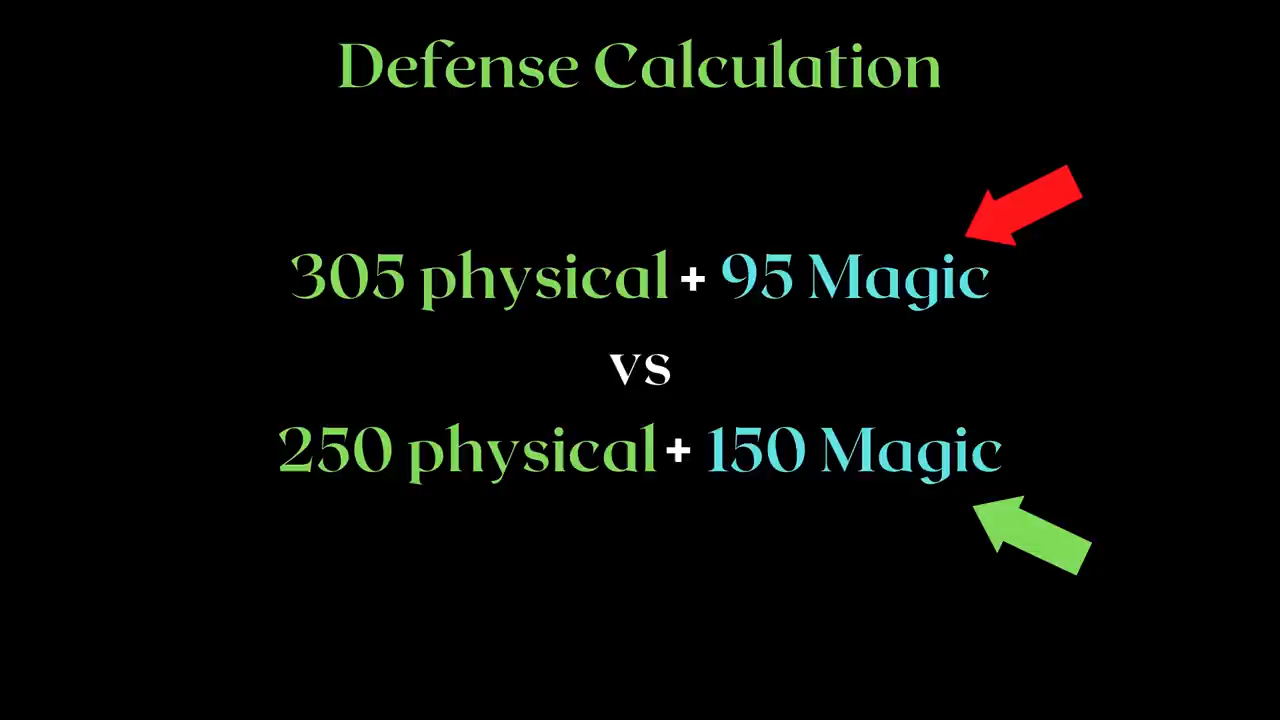 Defense Calculation
305 physical + 95 Magic
vs
250 physical + 150 Magic